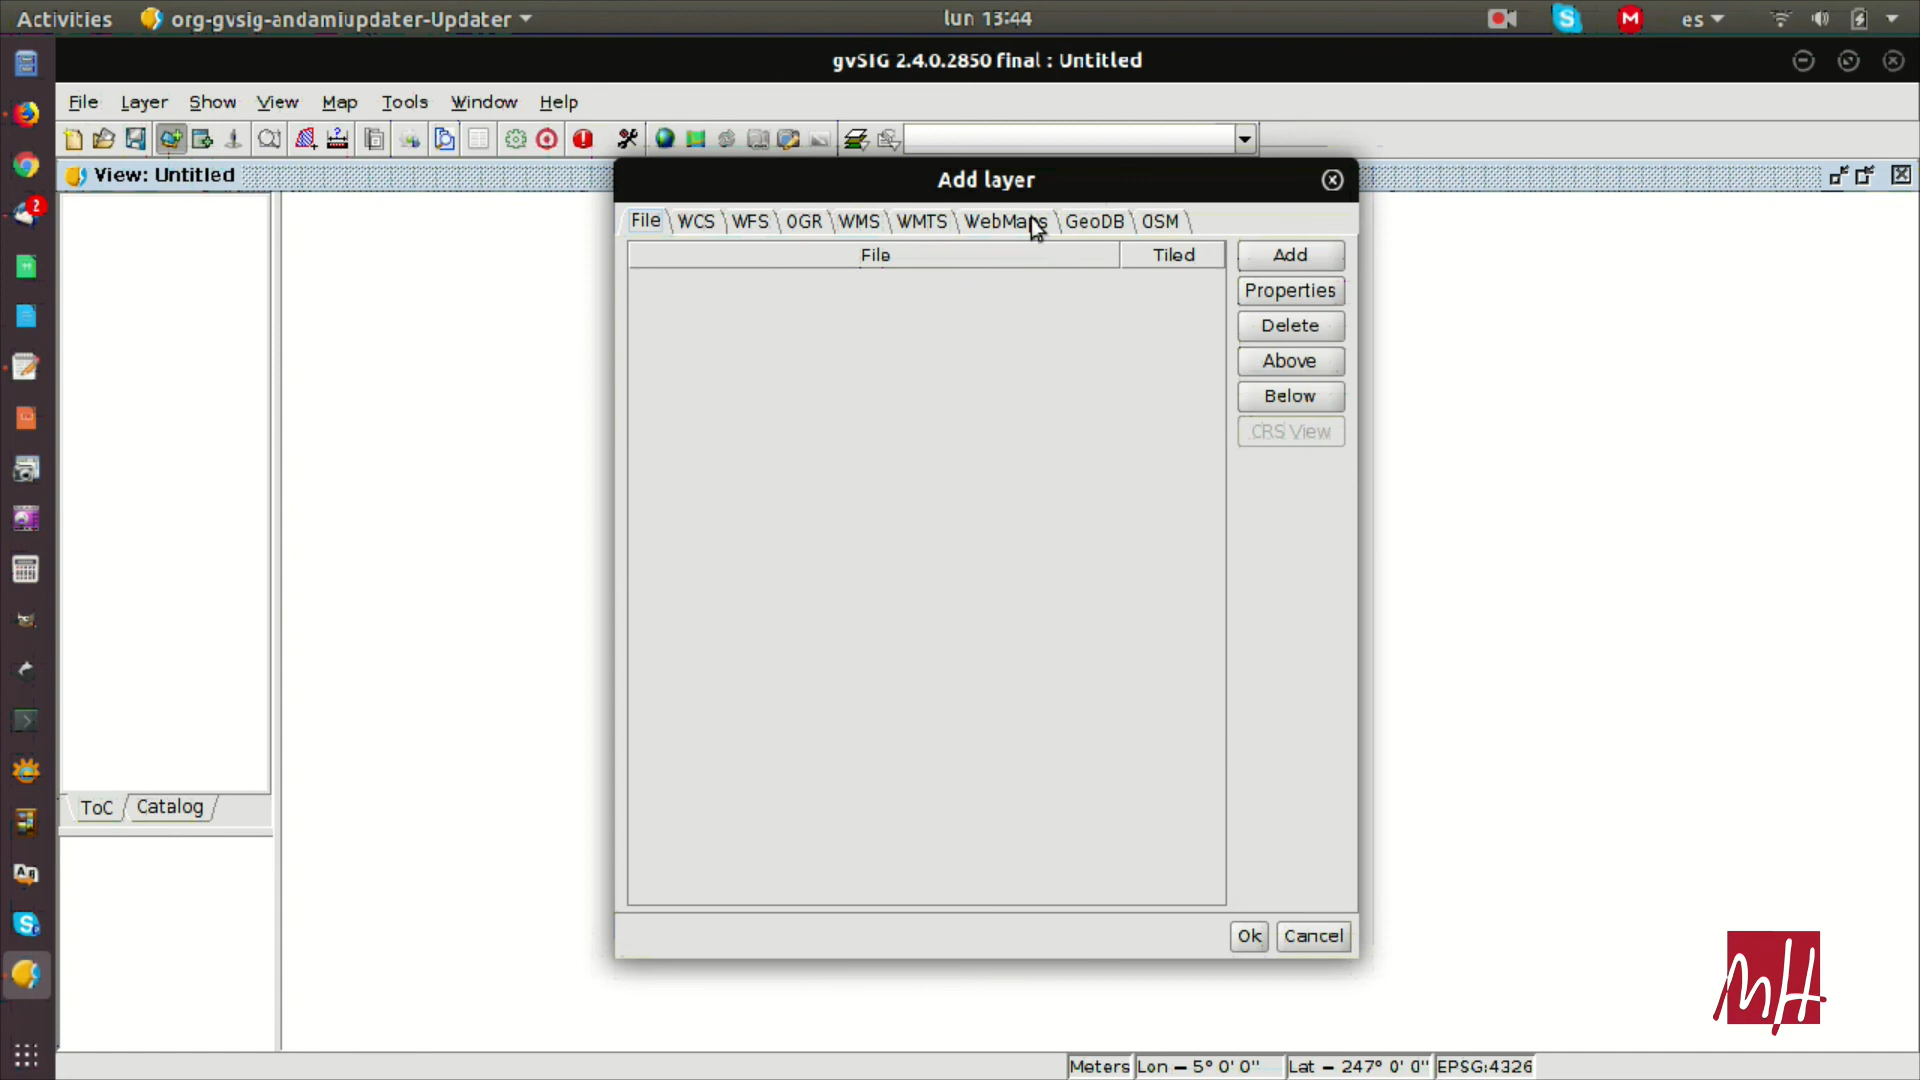 Activities org-gvsig-andamiupdater-Updater lun 13:44 es
gvSIG 2.4.0.2850 final : Untitled
File Layer Show View Map Tools Window Help
View: Untitled
Add layer
File WCS WFS OGR WMS WMTS WebMaps GeoDB OSM
File Tiled
Add
Properties
Delete
Above
Below
CRS View
ToC Catalog
Ok Cancel
MH
Meters Lon = 5° 0' 0" Lat = 247° 0' 0" EPSG:4326
2